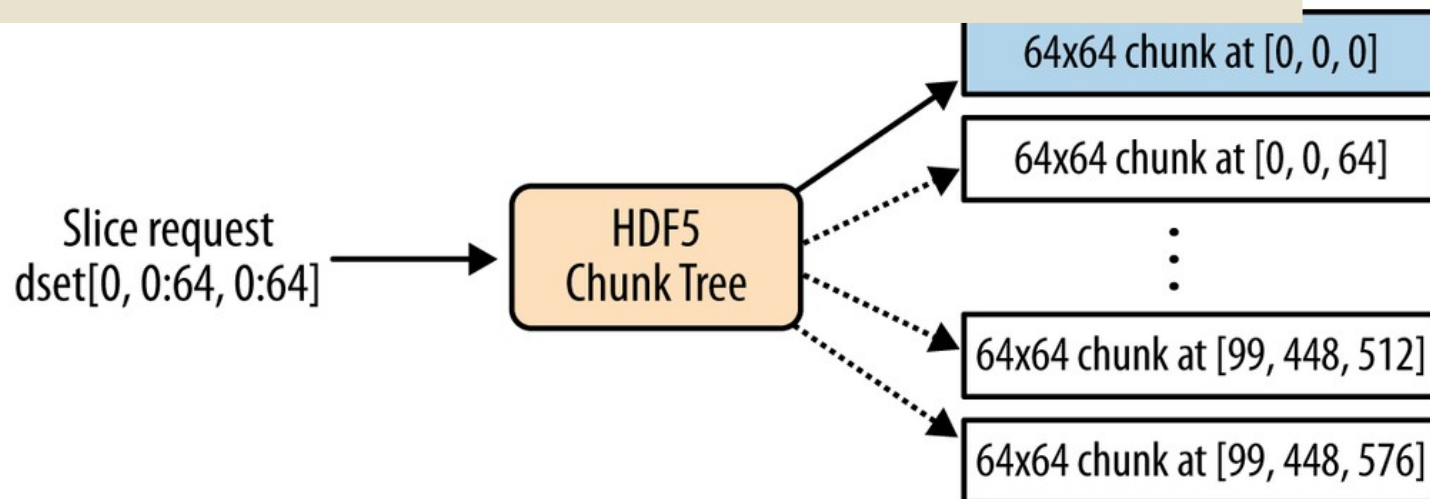 64x64 chunk at [0, 0, 0]
64x64 chunk at [0, 0, 64]
Slice request
dset[0, 0:64, 0:64]
HDF5
Chunk Tree
64x64 chunk at [99, 448, 512]
64x64 chunk at [99, 448, 576]